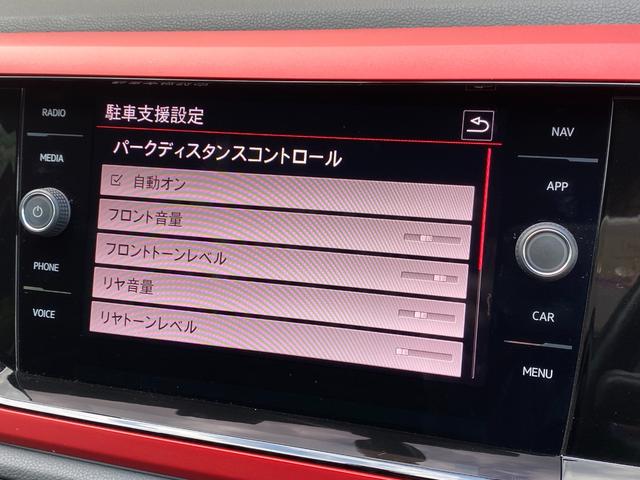 駐車支援設定
パークディスタンスコントロール
自動オン
フロント音量
フロントトーンレベル
リヤ音量
リヤトーンレベル
RADIO
MEDIA
PHONE
VOICE
NAV
APP
CAR
MENU